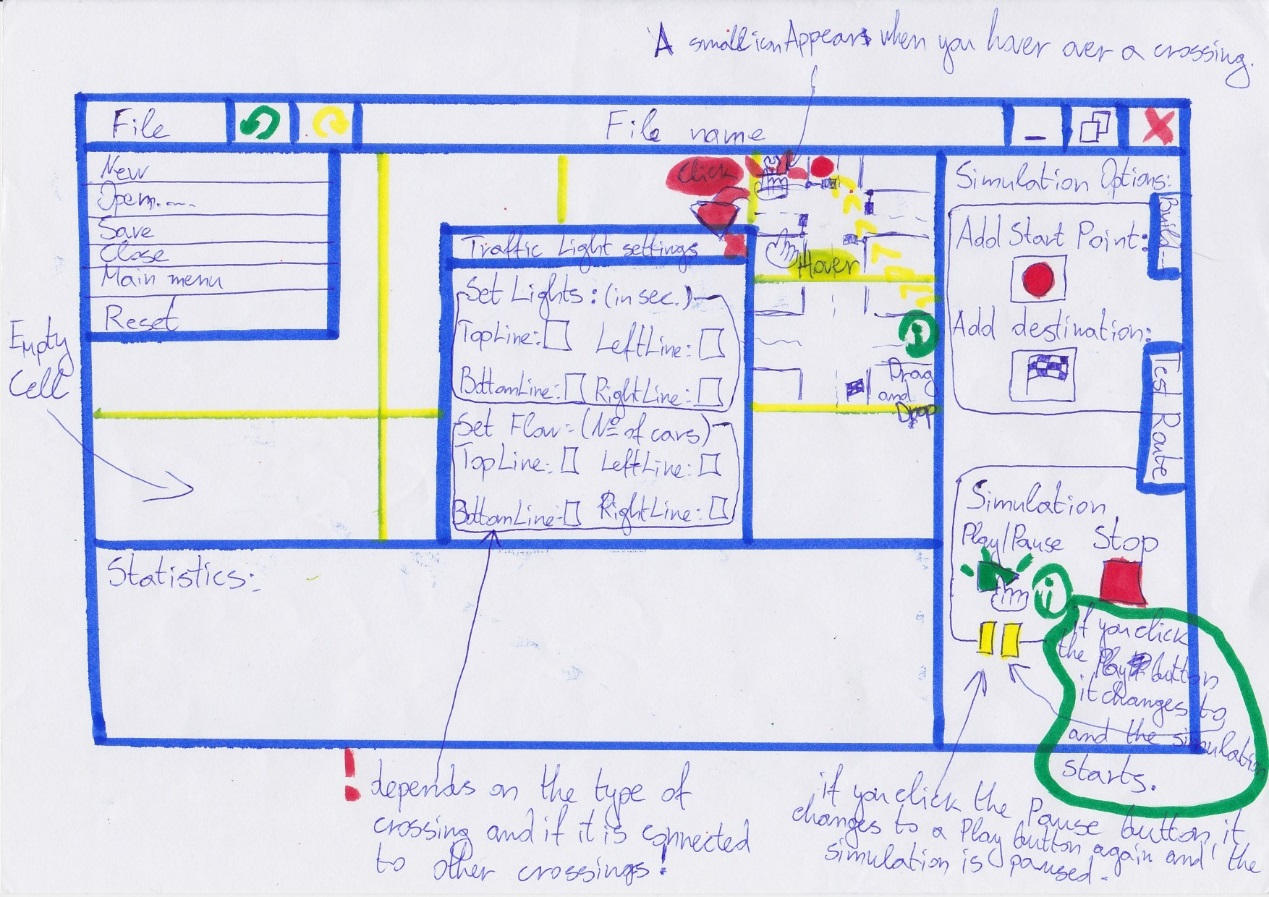 A small icon Appears when you hover over a crossing.
File
File name
New
Open....
Save
Close
Main menu
Reset
Empty
Cell
Click
Hover
Drag
and
Drop
Traffic Light settings
Set Lights: (in sec.)
TopLine:
LeftLine:
BottomLine:
RightLine:
Set Flow: (№ of cars)
TopLine:
LeftLine:
BottomLine:
RightLine:
Simulation Options:
Build
Add Start Point:
Add destination:
Test Route
Simulation
Play/Pause
Stop
Statistics:
if you click
the Play button
it changes to
and the simulation
starts.
! depends on the type of
crossing and if it is connected
to other crossings!
if you click the Pause button it
changes to a Play button again and the
simulation is paused.